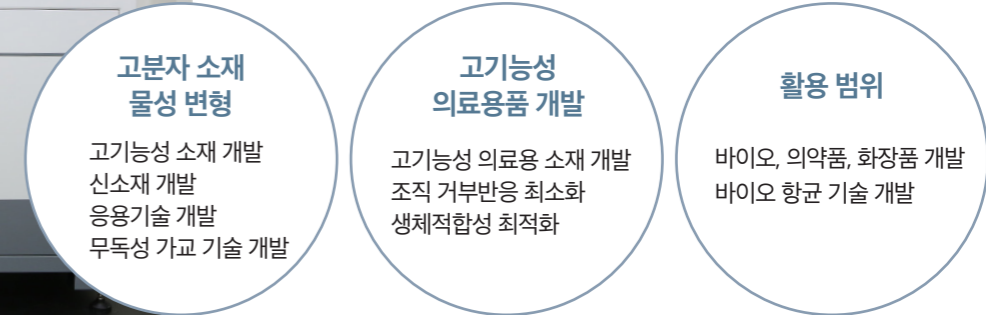 고분자 소재
물성 변형
고기능성 소재 개발
신소재 개발
응용기술 개발
무독성 가교 기술 개발
고기능성
의료용품 개발
고기능성 의료용 소재 개발
조직 거부반응 최소화
생체적합성 최적화
활용 범위
바이오, 의약품, 화장품 개발
바이오 항균 기술 개발